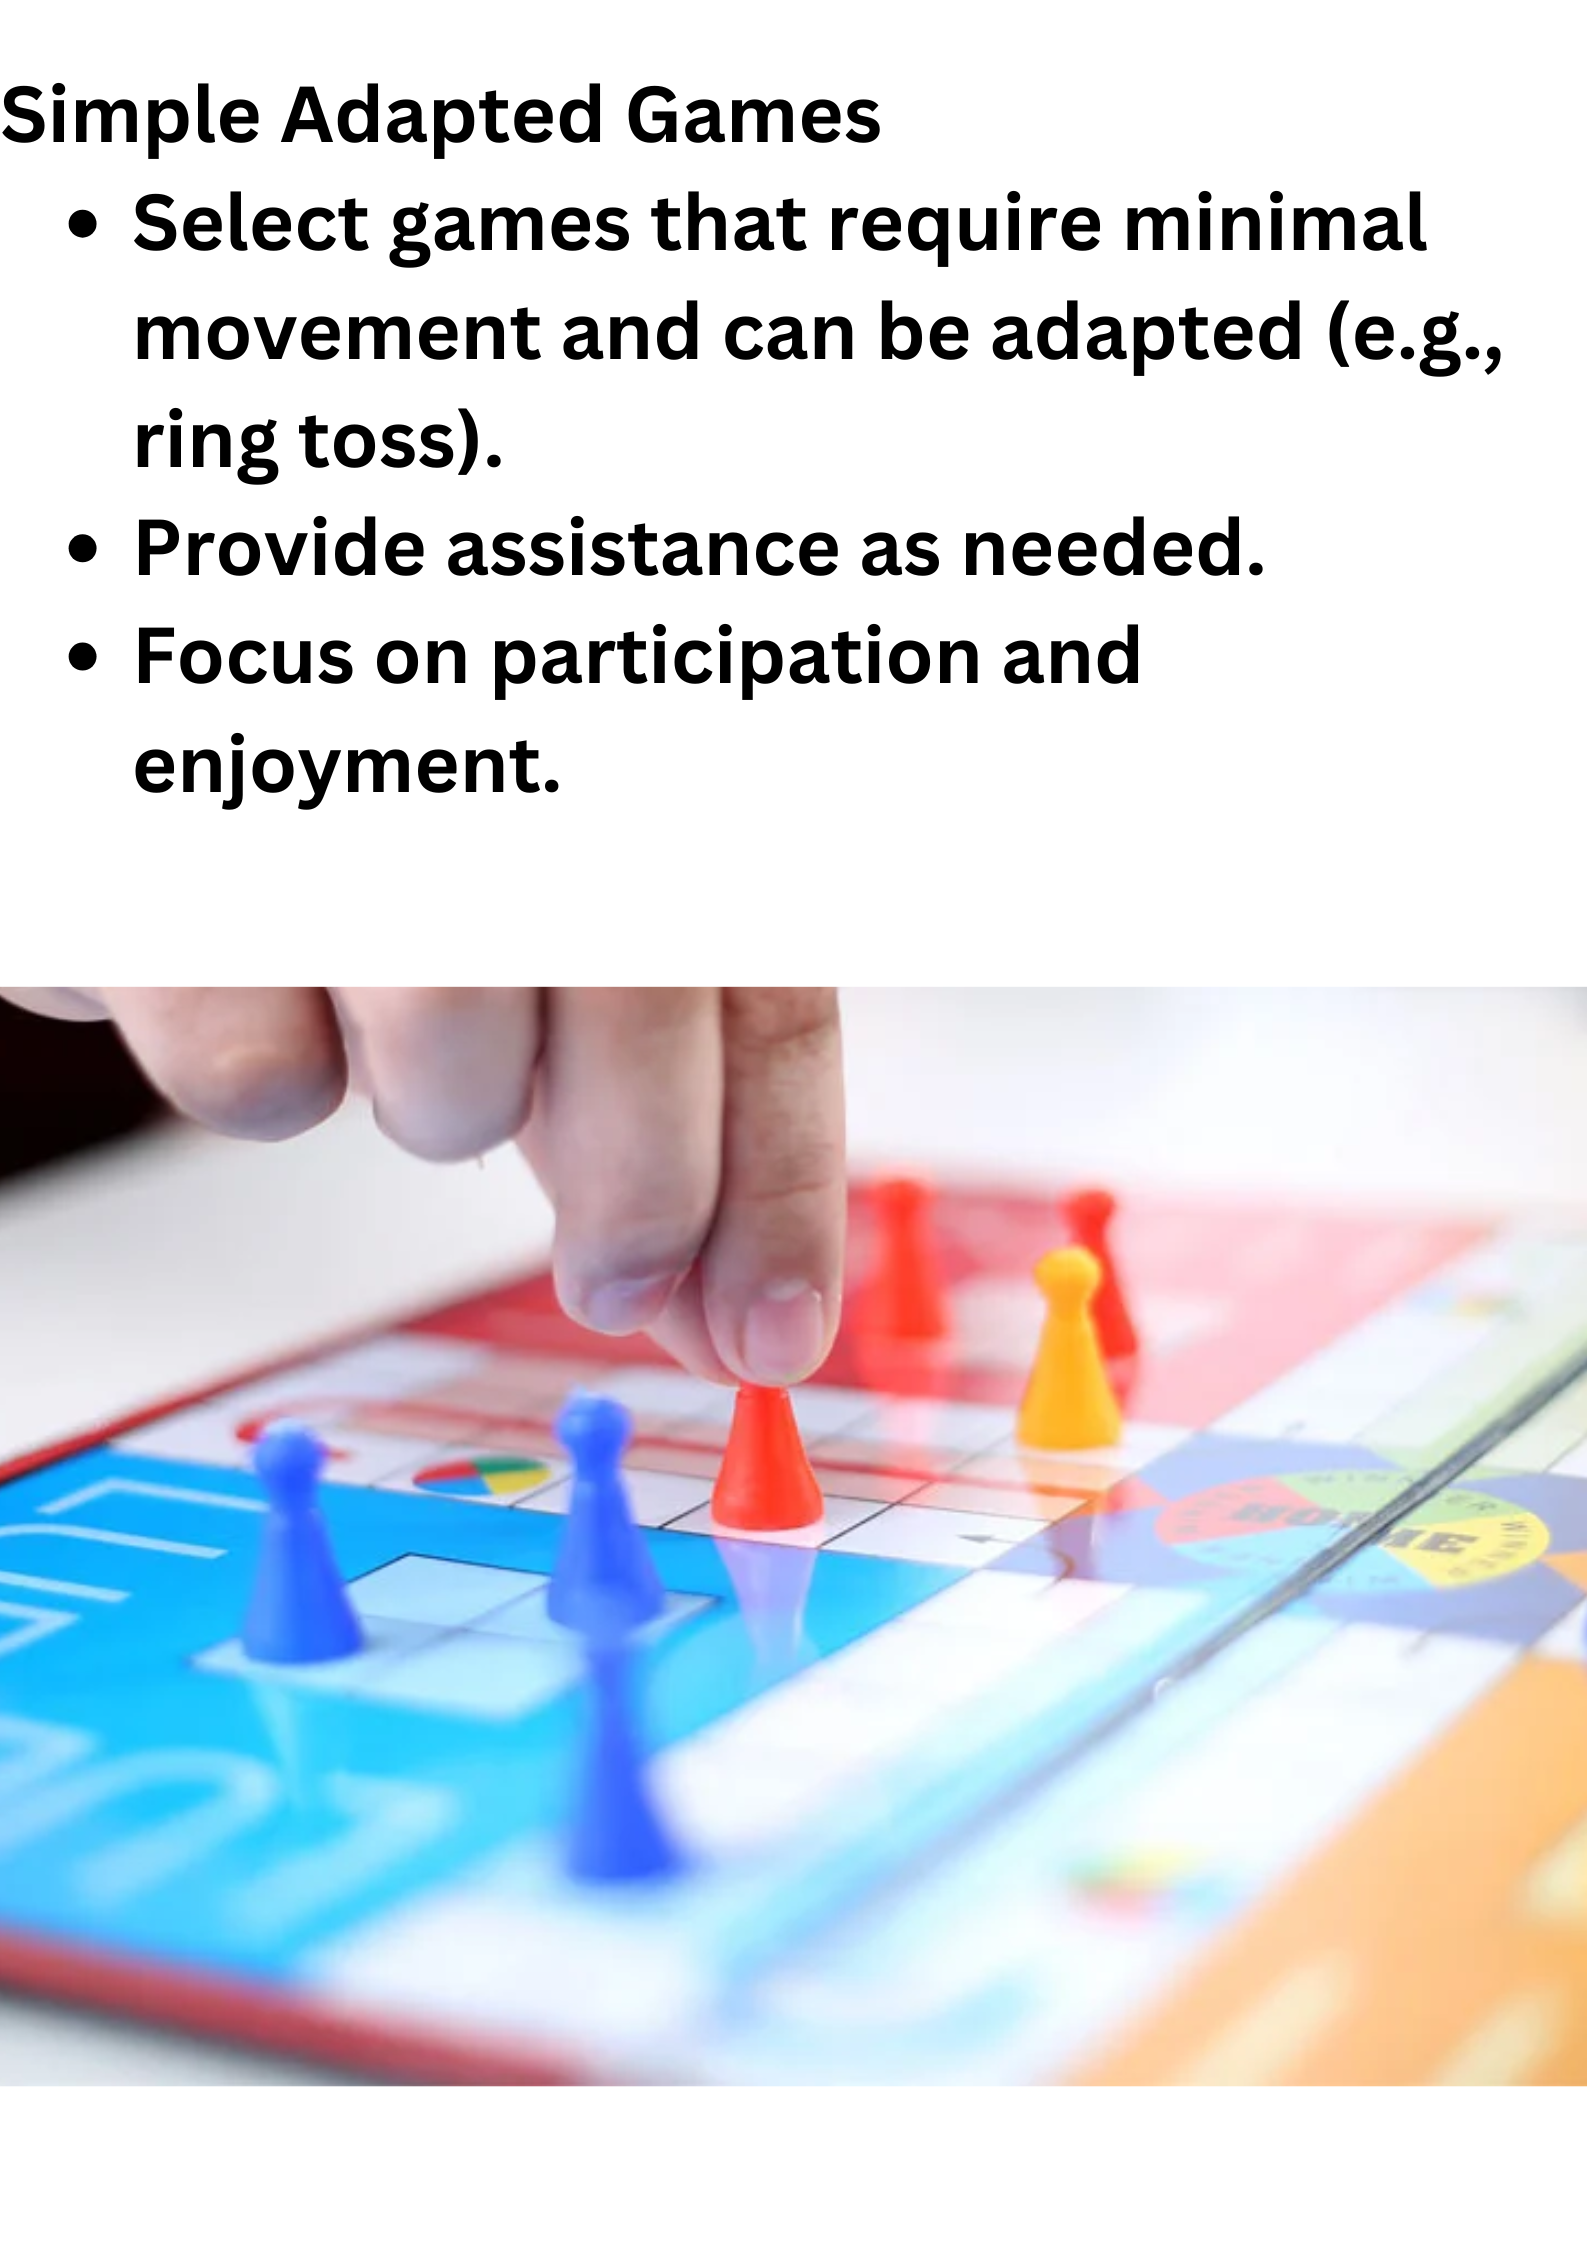 Simple Adapted Games
• Select games that require minimal
movement and can be adapted (e.g.,
ring toss).
• Provide assistance as needed.
• Focus on participation and
enjoyment.
HOME